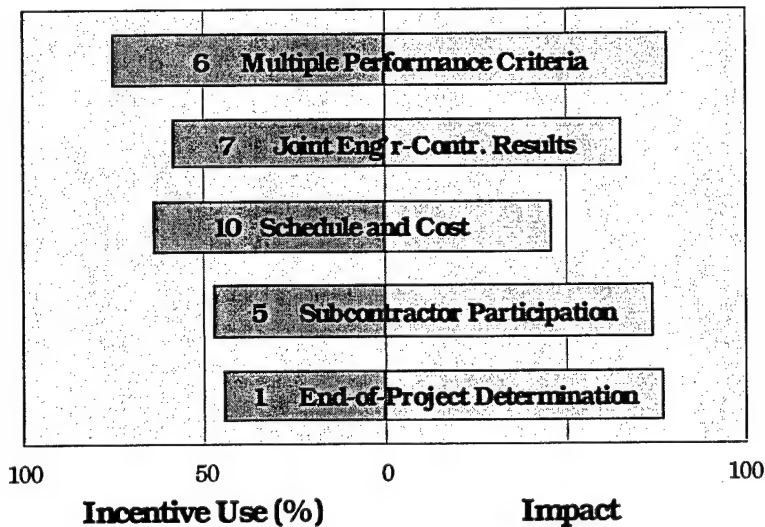 6 Multiple Performance Criteria
7 Joint Eng'r-Contr. Results
10 Schedule and Cost
5 Subcontractor Participation
1 End-of-Project Determination
100 50 0 100
Incentive Use (%) Impact